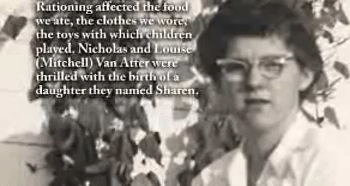 Rationing affected the food
we are, the clothes we wore,
the toys with which children
played. Nicholas and Louise
(Mitchell) Van Atter were
thrilled with the birth of a
daughter they named Sharen.